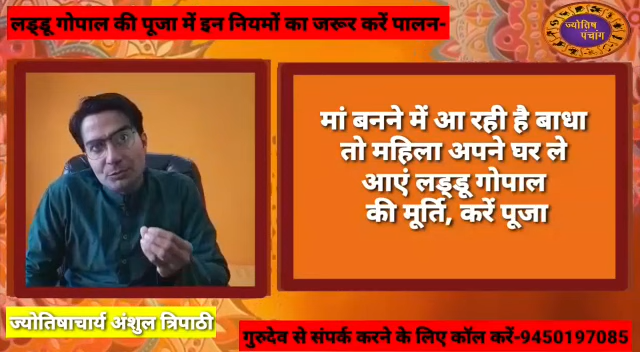 लड्डू गोपाल की पूजा में इन नियमों का जरूर करें पालन-
ज्योतिष
पंचांग
मां बनने में आ रही है बाधा
तो महिला अपने घर ले
आएं लड्डू गोपाल
की मूर्ति, करें पूजा
ज्योतिषाचार्य अंशुल त्रिपाठी
गुरुदेव से संपर्क करने के लिए कॉल करें-9450197085